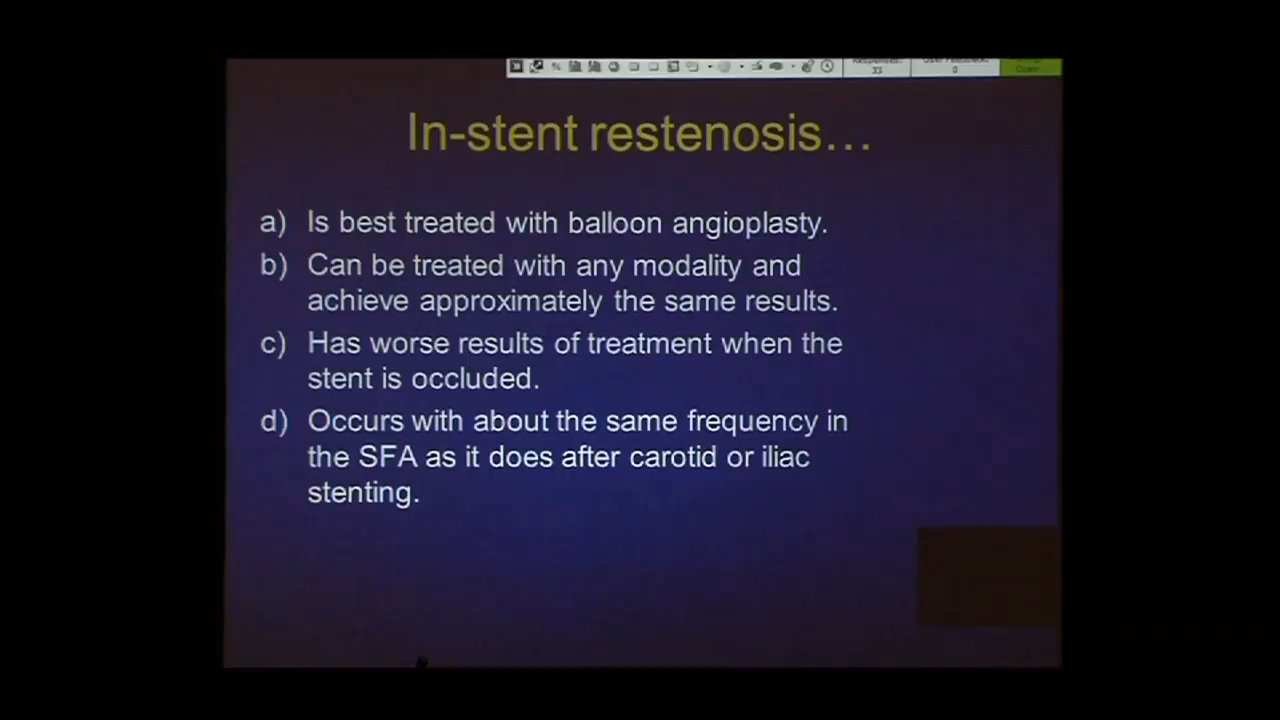 33
0
In-stent restenosis…
a) Is best treated with balloon angioplasty.
b) Can be treated with any modality and
achieve approximately the same results.
c) Has worse results of treatment when the
stent is occluded.
d) Occurs with about the same frequency in
the SFA as it does after carotid or iliac
stenting.